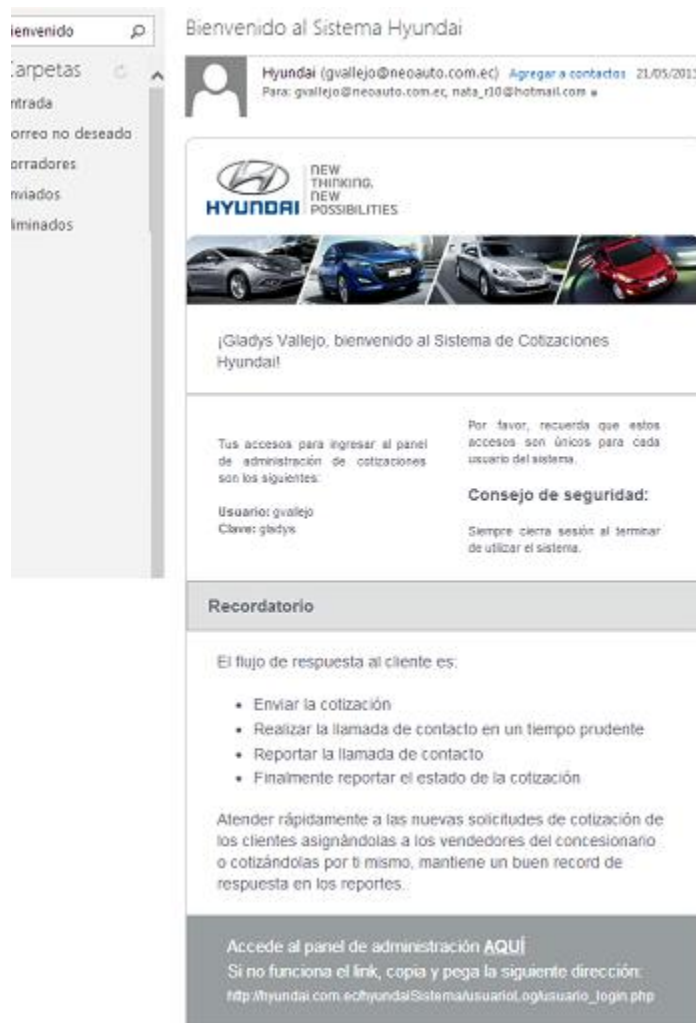 ienvenido
Carpetas
ntrada
orreo no deseado
orradores
nviados
iminados
Bienvenido al Sistema Hyundai
Hyundai (gvallejo@neoauto.com.ec) Agregar a contactos 21/05/2013
Para: gvallejo@neoauto.com.ec, nata_r10@hotmail.com
HYUNDAI
NEW
THINKING.
NEW
POSSIBILITIES
¡Gladys Vallejo, bienvenido al Sistema de Cotizaciones
Hyundai!
Tus accesos para ingresar al panel
de administración de cotizaciones
son los siguientes:
Usuario: gvallejo
Clave: gladys
Por favor, recuerda que estos
accesos son únicos para cada
usuario del sistema.
Consejo de seguridad:
Siempre cierra sesión al terminar
de utilizar el sistema.
Recordatorio
El flujo de respuesta al cliente es:
• Enviar la cotización
• Realizar la llamada de contacto en un tiempo prudente
• Reportar la llamada de contacto
• Finalmente reportar el estado de la cotización
Atender rápidamente a las nuevas solicitudes de cotización de
los clientes asignándolas a los vendedores del concesionario
o cotizándolas por ti mismo, mantiene un buen record de
respuesta en los reportes.
Accede al panel de administración AQUÍ
Si no funciona el link, copia y pega la siguiente dirección:
http://hyundai.com.ec/hyundaiSistema/usuarioLog/usuario_login.php